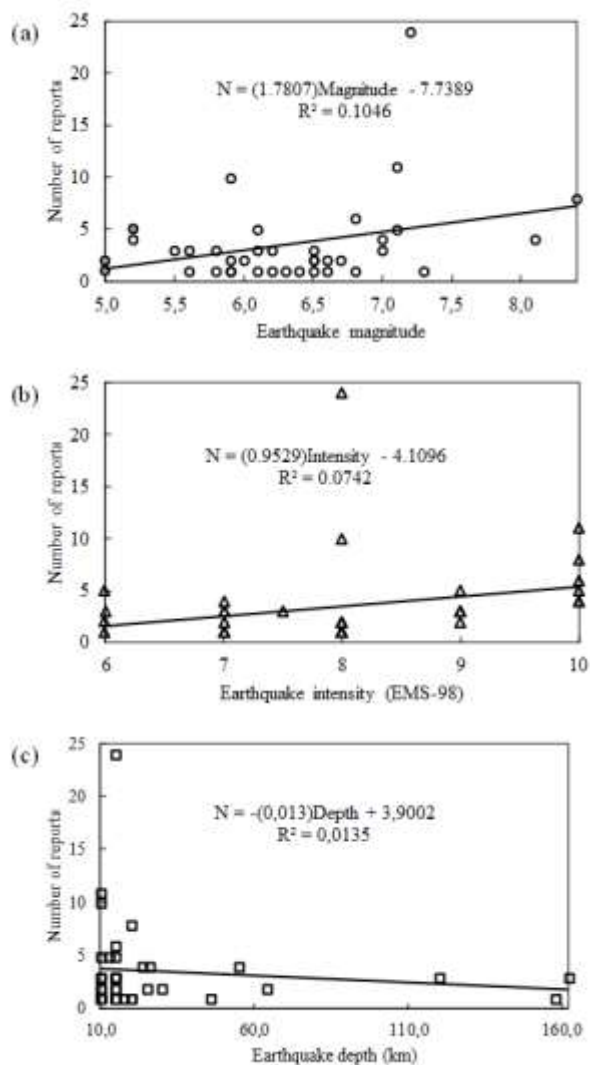 (a)
25
20
15
10
5
0
Number of reports
N = (1.7807)Magnitude - 7.7389
R² = 0.1046
5,0 5,5 6,0 6,5 7,0 7,5 8,0
Earthquake magnitude
(b)
25
20
15
10
5
0
Number of reports
N = (0.9529)Intensity - 4.1096
R² = 0.0742
6 7 8 9 10
Earthquake intensity (EMS-98)
(c)
25
20
15
10
5
0
Number of reports
N = -(0,013)Depth + 3,9002
R² = 0,0135
10,0 60,0 110,0 160,0
Earthquake depth (km)